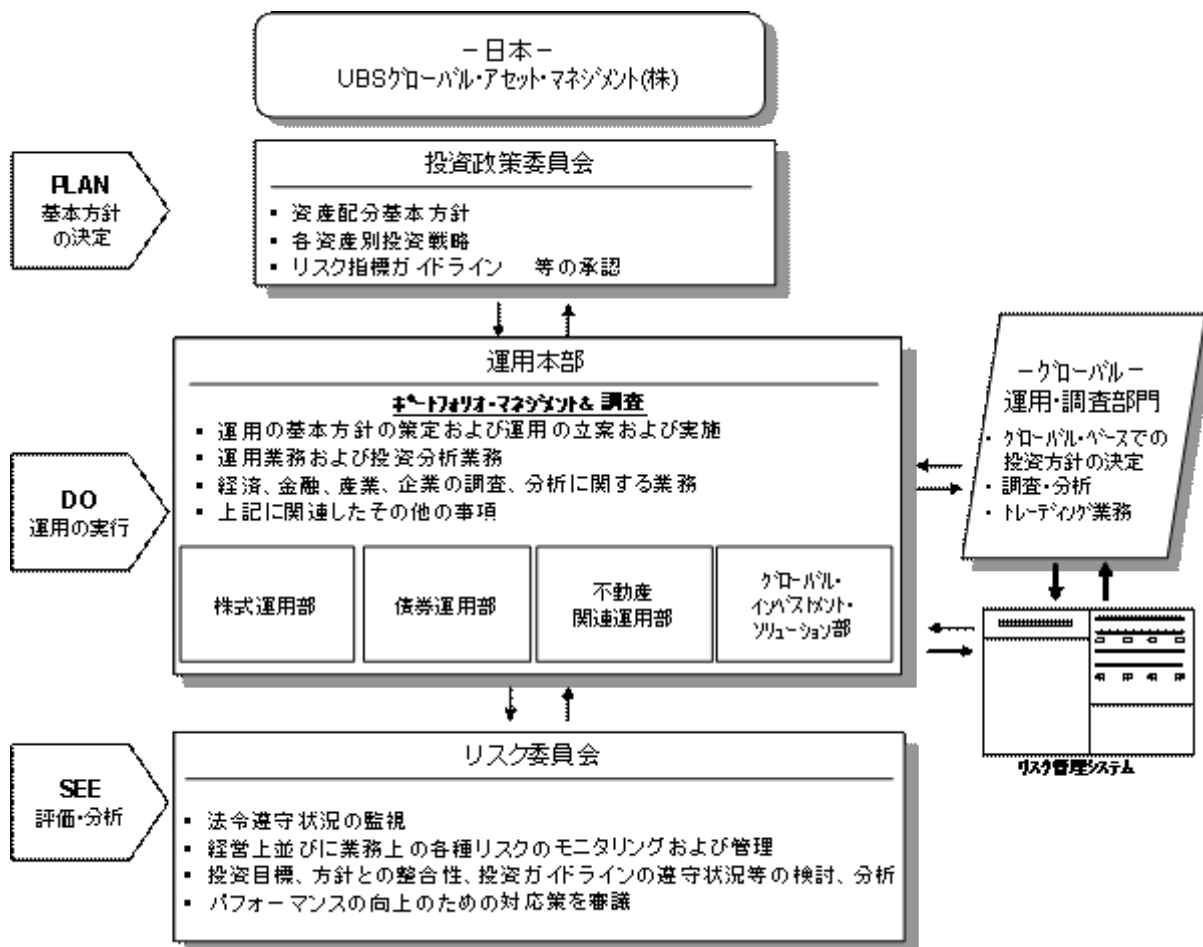 －日本－
UBSグローバル・アセット・マネジメント(株)
PLAN
基本方針
の決定
投資政策委員会
▪ 資産配分基本方針
▪ 各資産別投資戦略
▪ リスク指標ガイドライン 等の承認
運用本部
ポートフォリオ・マネジメント& 調査
▪ 運用の基本方針の策定および運用の立案および実施
▪ 運用業務および投資分析業務
▪ 経済、金融、産業、企業の調査、分析に関する業務
▪ 上記に関連したその他の事項
DO
運用の実行
株式運用部
債券運用部
不動産
関連運用部
グローバル・
インベストメント・
ソリューション部
－グローバル－
運用・調査部門
・ グローバル・ベースでの
投資方針の決定
・ 調査・分析
・ トレーディング業務
リスク管理システム
SEE
評価・分析
リスク委員会
▪ 法令遵守状況の監視
▪ 経営上並びに業務上の各種リスクのモニタリングおよび管理
▪ 投資目標、方針との整合性、投資ガイドラインの遵守状況等の検討、分析
▪ パフォーマンスの向上のための対応策を審議